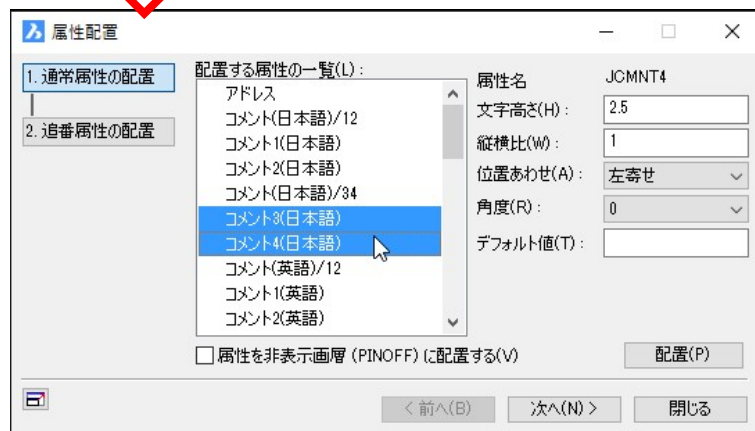 属性配置
1. 通常属性の配置
2. 追番属性の配置
配置する属性の一覧(L) :
アドレス
コメント(日本語)/12
コメント1(日本語)
コメント2(日本語)
コメント(日本語)/34
コメント3(日本語)
コメント4(日本語)
コメント(英語)/12
コメント1(英語)
コメント2(英語)
属性名 JCMNT4
文字高さ(H) : 2.5
縦横比(W) : 1
位置あわせ(A) : 左寄せ
角度(R) : 0
デフォルト値(T) :
属性を非表示画層 (PINOFF) に配置する(V)
配置(P)
< 前へ(B) 次へ(N) > 閉じる